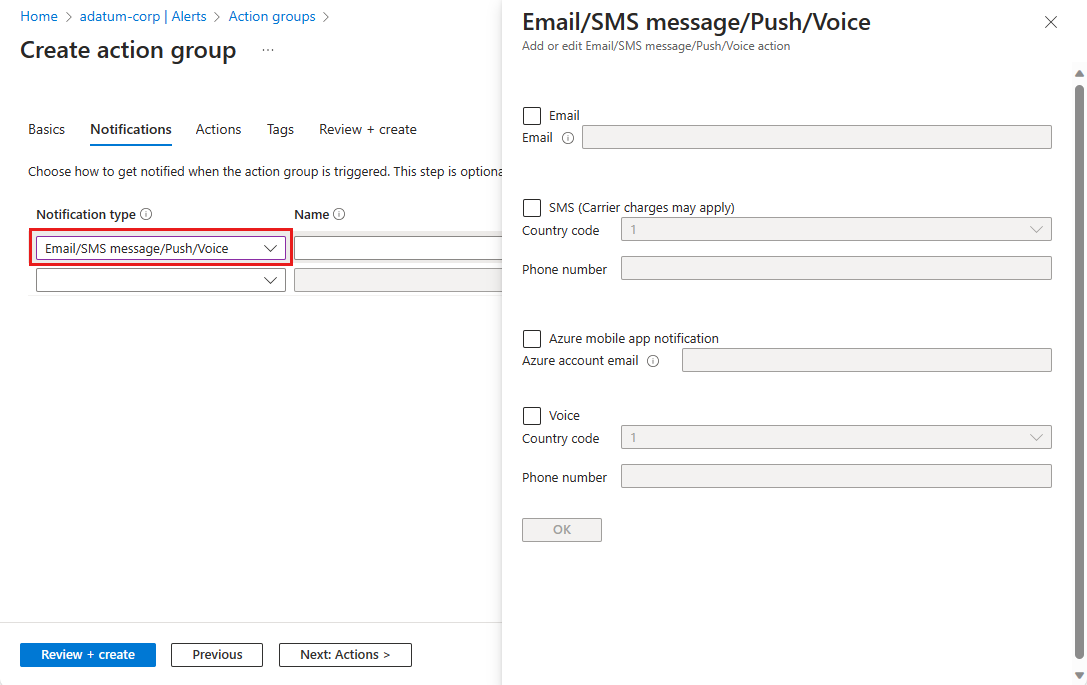 Home > adatum-corp | Alerts > Action groups >
Create action group ...
Basics Notifications Actions Tags Review + create
Choose how to get notified when the action group is triggered. This step is optiona
Notification type Name
Email/SMS message/Push/Voice
Review + create Previous Next: Actions >
Email/SMS message/Push/Voice
Add or edit Email/SMS message/Push/Voice action
Email
Email
SMS (Carrier charges may apply)
Country code 1
Phone number
Azure mobile app notification
Azure account email
Voice
Country code 1
Phone number
OK